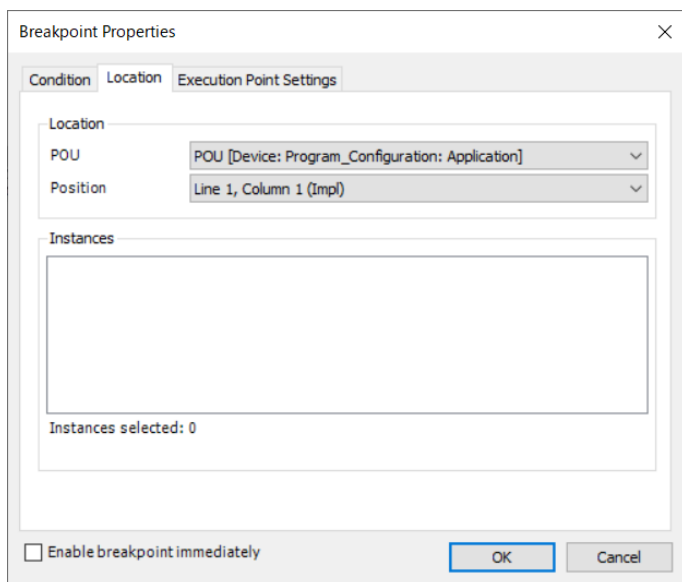 Breakpoint Properties
Condition Location Execution Point Settings
Location
POU POU [Device: Program_Configuration: Application]
Position Line 1, Column 1 (Impl)
Instances
Instances selected: 0
Enable breakpoint immediately OK Cancel